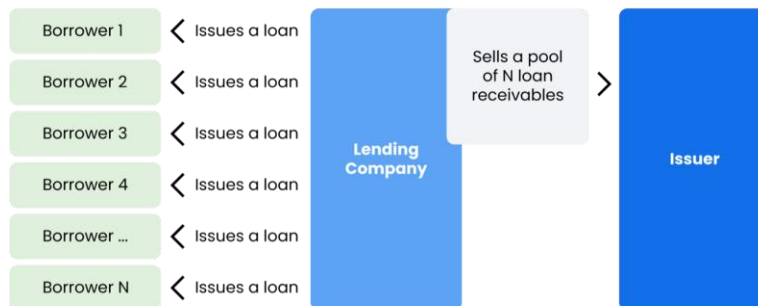 Borrower 1
Issues a loan
Borrower 2
Issues a loan
Borrower 3
Issues a loan
Borrower 4
Issues a loan
Borrower ...
Issues a loan
Borrower N
Issues a loan
Lending
Company
Sells a pool
of N loan
receivables
Issuer